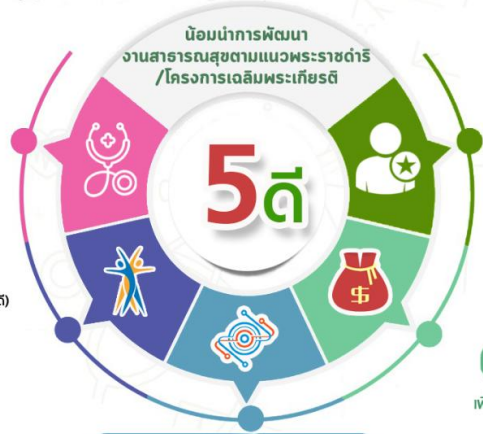 น้อมนำการพัฒนา
งานสาธารณสุขตามแนวพระราชดำริ
/โครงการเฉลิมพระเกียรติ
5ดี
$